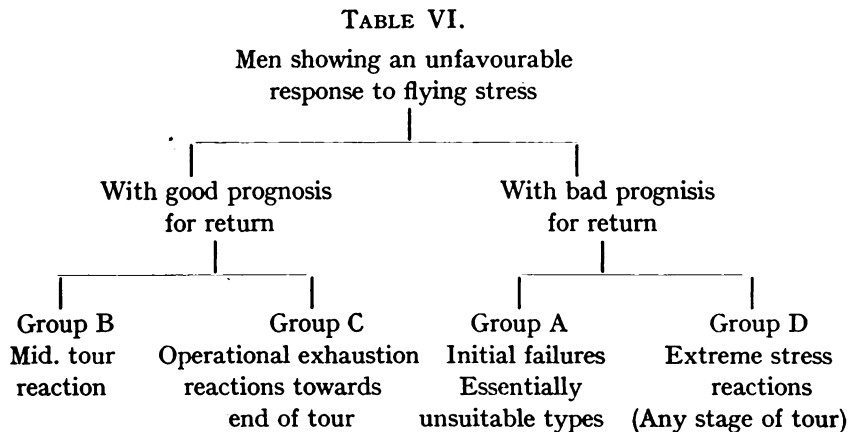 TABLE VI.
Men showing an unfavourable
response to flying stress
With good prognosis
for return
With bad prognisis
for return
Group B
Mid. tour
reaction
Group C
Operational exhaustion
reactions towards
end of tour
Group A
Initial failures
Essentially
unsuitable types
Group D
Extreme stress
reactions
(Any stage of tour)